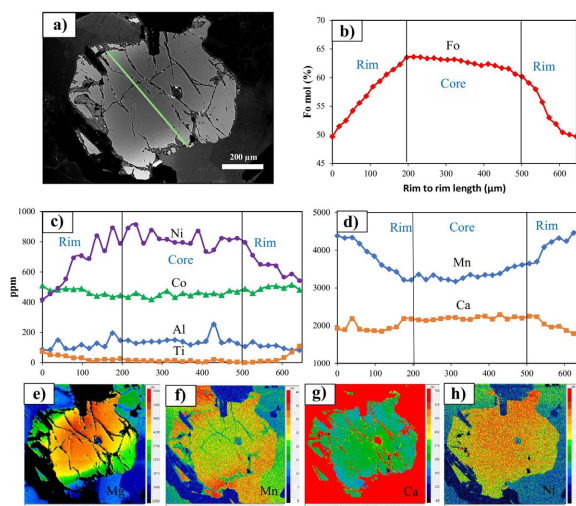 a)
200 µm
b)
Fo mol (%)
65
60
55
50
45
Fo
Rim
Core
Rim
0 100 200 300 400 500 600
Rim to rim length (µm)
c)
ppm
1000
800
600
400
200
0
Rim
Ni
Core
Rim
Co
Al
Ti
0 100 200 300 400 500 600
d)
5000
4000
3000
2000
1000
Rim
Core
Rim
Mn
Ca
0 100 200 300 400 500 600
e)
Mg
f)
Mn
g)
Ca
h)
Ni